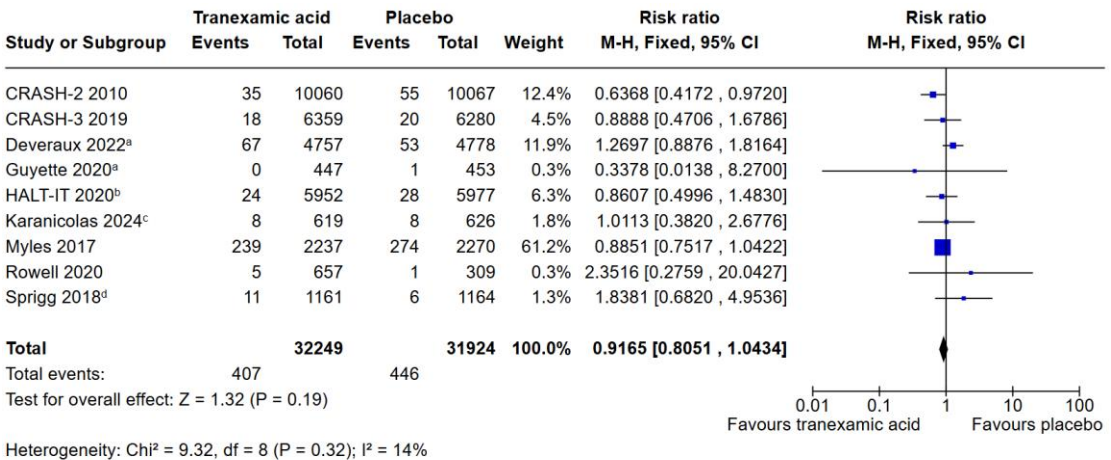 Tranexamic acid Placebo Risk ratio Risk ratio
Study or Subgroup Events Total Events Total Weight M-H, Fixed, 95% CI M-H, Fixed, 95% CI
CRASH-2 2010 35 10060 55 10067 12.4% 0.6368 [0.4172 , 0.9720]
CRASH-3 2019 18 6359 20 6280 4.5% 0.8888 [0.4706 , 1.6786]
Deveraux 2022ᵃ 67 4757 53 4778 11.9% 1.2697 [0.8876 , 1.8164]
Guyette 2020ᵃ 0 447 1 453 0.3% 0.3378 [0.0138 , 8.2700]
HALT-IT 2020ᵇ 24 5952 28 5977 6.3% 0.8607 [0.4996 , 1.4830]
Karanicolas 2024ᶜ 8 619 8 626 1.8% 1.0113 [0.3820 , 2.6776]
Myles 2017 239 2237 274 2270 61.2% 0.8851 [0.7517 , 1.0422]
Rowell 2020 5 657 1 309 0.3% 2.3516 [0.2759 , 20.0427]
Sprigg 2018ᵈ 11 1161 6 1164 1.3% 1.8381 [0.6820 , 4.9536]
Total 32249 31924 100.0% 0.9165 [0.8051 , 1.0434]
Total events: 407 446
Test for overall effect: Z = 1.32 (P = 0.19)
0.01 0.1 1 10 100
Favours tranexamic acid Favours placebo
Heterogeneity: Chi² = 9.32, df = 8 (P = 0.32); I² = 14%